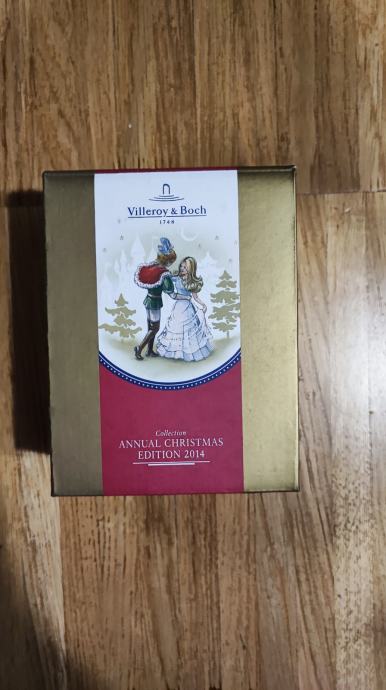 Villeroy & Boch
1748
Collection
ANNUAL CHRISTMAS
EDITION 2014